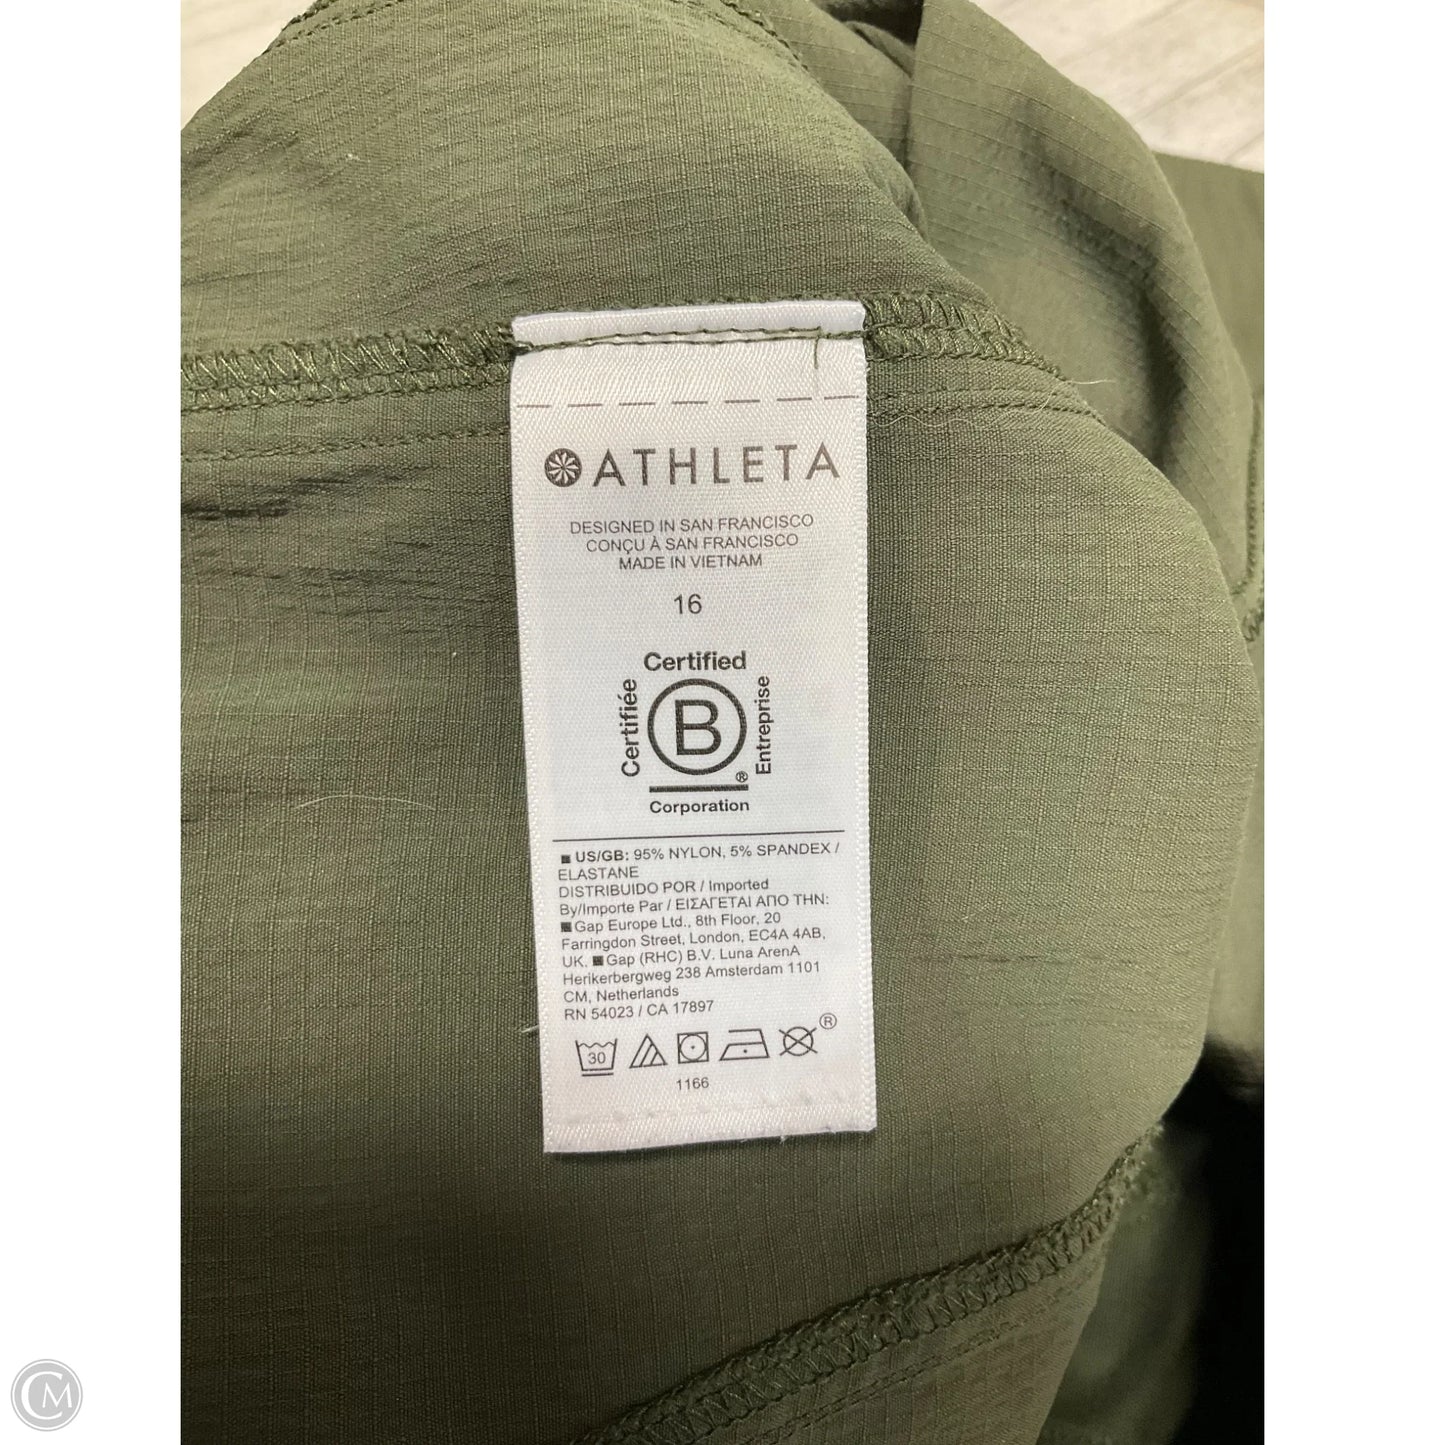 ATHLETA
DESIGNED IN SAN FRANCISCO
CONÇU À SAN FRANCISCO
MADE IN VIETNAM
16
Certified
Certifiée
B
Entreprise
®
Corporation
US/GB: 95% NYLON, 5% SPANDEX /
ELASTANE
DISTRIBUIDO POR / Imported
By/Importe Par / ΕΙΣΑΓΕΤΑΙ ΑΠΟ ΤΗΝ:
Gap Europe Ltd., 8th Floor, 20
Farringdon Street, London, EC4A 4AB,
UK, Gap (RHC) B.V. Luna ArenA
Herikerbergweg 238 Amsterdam 1101
CM, Netherlands
RN 54023 / CA 17897
30
®
1166
CM